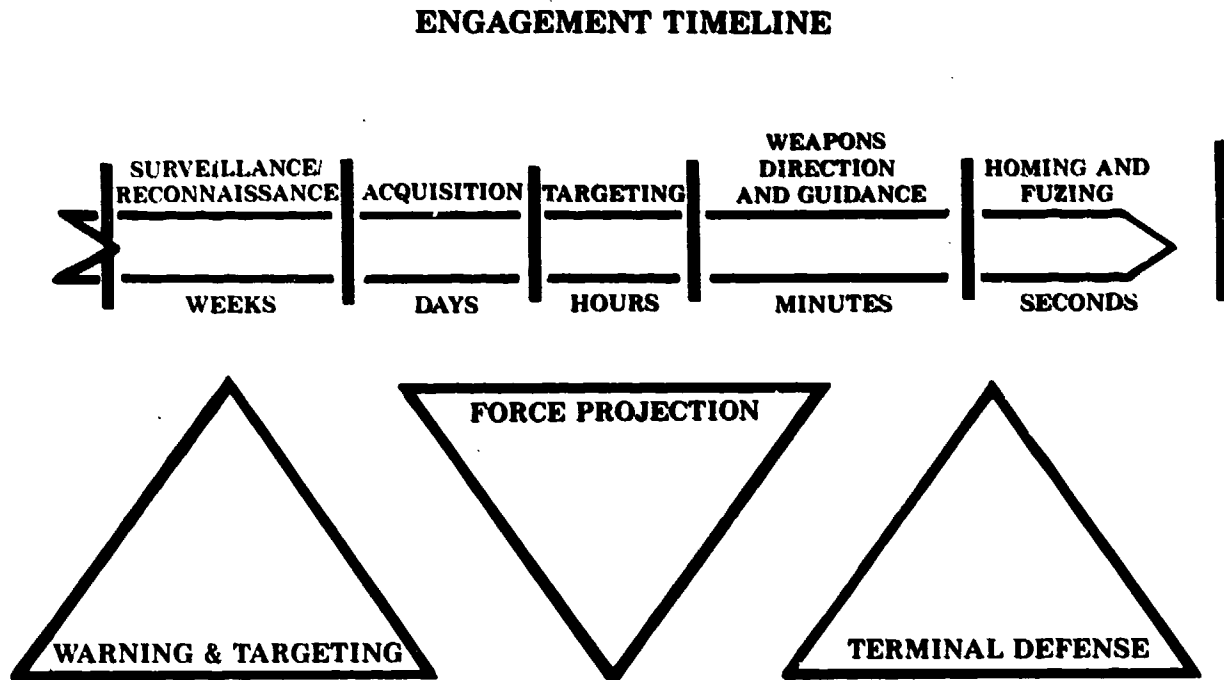 ENGAGEMENT TIMELINE
SURVEILLANCE/
RECONNAISSANCE
ACQUISITION
TARGETING
WEAPONS
DIRECTION
AND GUIDANCE
HOMING AND
FUZING
WEEKS
DAYS
HOURS
MINUTES
SECONDS
FORCE PROJECTION
WARNING & TARGETING
TERMINAL DEFENSE